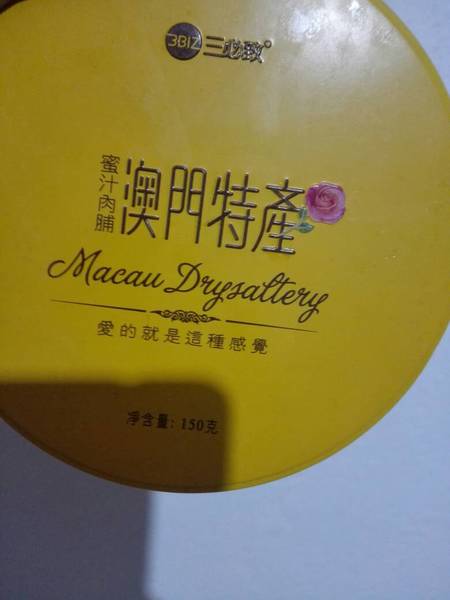 3BIZ 三必致®
蜜汁肉脯
澳門特產
Macau Drysaltery
愛的就是這種感覺
净含量: 150克